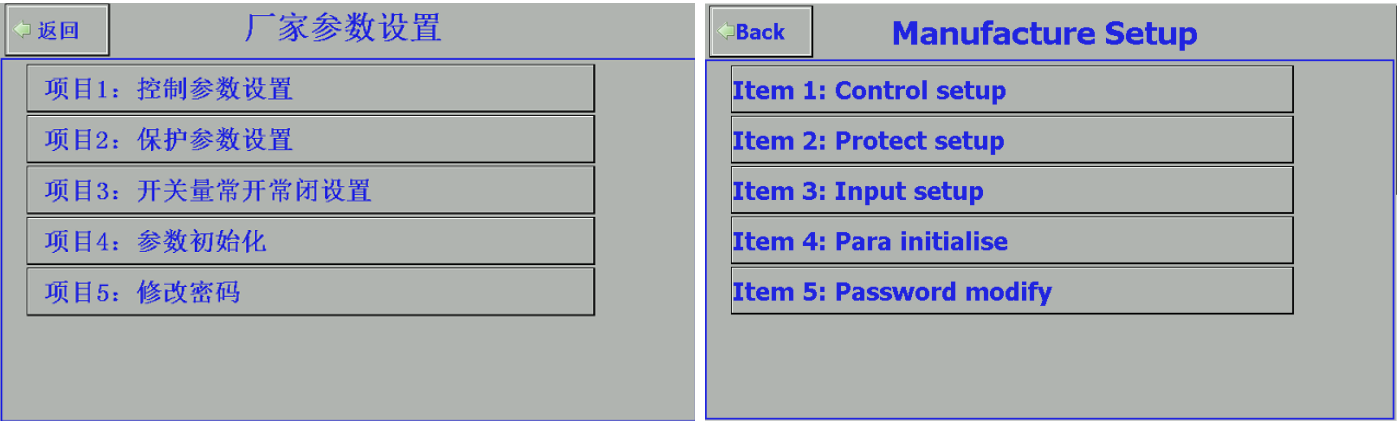 返回
厂家参数设置
项目1：控制参数设置
项目2：保护参数设置
项目3：开关量常开常闭设置
项目4：参数初始化
项目5：修改密码
Back
Manufacture Setup
Item 1: Control setup
Item 2: Protect setup
Item 3: Input setup
Item 4: Para initialise
Item 5: Password modify